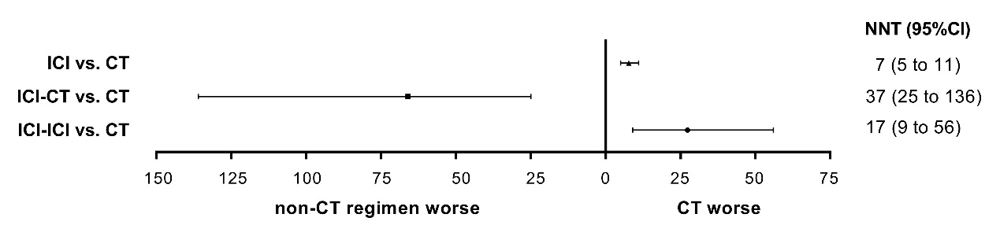 NNT (95%CI)
ICI vs. CT 7 (5 to 11)
ICI-CT vs. CT 37 (25 to 136)
ICI-ICI vs. CT 17 (9 to 56)
150 125 100 75 50 25 0 25 50 75
non-CT regimen worse CT worse